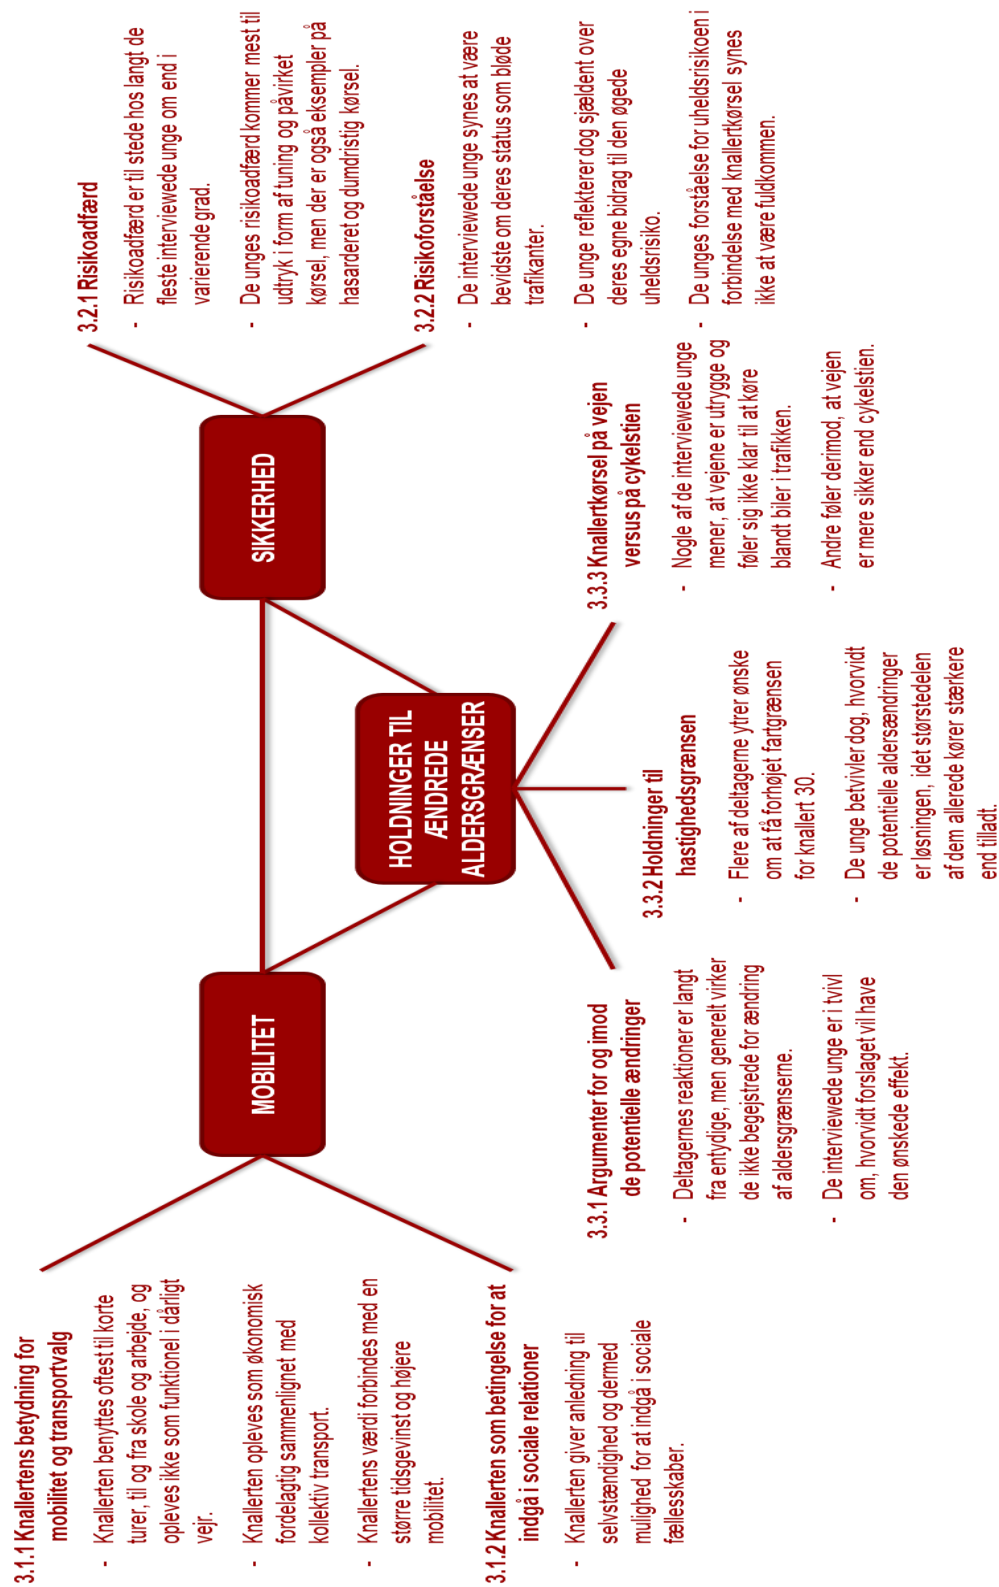 3.1.1 Knallertens betydning for
mobilitet og transportvalg
- Knallerten benyttes oftest til korte
turer, til og fra skole og arbejde, og
opleves ikke som funktionel i dårligt
vejr.
- Knallerten opleves som økonomisk
fordelagtig sammenlignet med
kollektiv transport.
- Knallertens værdi forbindes med en
større tidsgevinst og højere
mobilitet.
3.1.2 Knallerten som betingelse for at
indgå i sociale relationer
- Knallerten giver anledning til
selvstændighed og dermed
mulighed for at indgå i sociale
fællesskaber.
MOBILITET
SIKKERHED
HOLDNINGER TIL
ÆNDREDE
ALDERSGRÆNSER
3.3.1 Argumenter for og imod
de potentielle ændringer
- Deltagernes reaktioner er langt
fra entydige, men generelt virker
de ikke begejstrede for ændring
af aldersgrænserne.
- De interviewede unge er i tvivl
om, hvorvidt forslaget vil have
den ønskede effekt.
3.3.2 Holdninger til
hastighedsgrænsen
- Flere af deltagerne ytrer ønske
om at få forhøjet fartgrænsen
for knallert 30.
- De unge betvivler dog, hvorvidt
de potentielle aldersændringer
er løsningen, idet størstedelen
af dem allerede kører stærkere
end tilladt.
3.3.3 Knallertkørsel på vejen
versus på cykelstien
- Nogle af de interviewede unge
mener, at vejene er utrygge og
føler sig ikke klar til at køre
blandt biler i trafikken.
- Andre føler derimod, at vejen
er mere sikker end cykelstien.
3.2.1 Risikoadfærd
- Risikoadfærd er til stede hos langt de
fleste interviewede unge om end i
varierende grad.
- De unges risikoadfærd kommer mest til
udtryk i form af tuning og påvirket
kørsel, men der er også eksempler på
hasarderet og dumdristig kørsel.
3.2.2 Risikoforståelse
- De interviewede unge synes at være
bevidste om deres status som bløde
trafikanter.
- De unge reflekterer dog sjældent over
deres egne bidrag til den øgede
uheldsrisiko.
- De unges forståelse for uheldsrisikoen i
forbindelse med knallertkørsel synes
ikke at være fuldkommen.